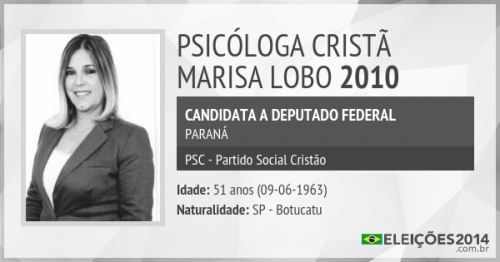 PSICÓLOGA CRISTÃ
MARISA LOBO 2010
CANDIDATA A DEPUTADO FEDERAL
PARANÁ
PSC - Partido Social Cristão
Idade: 51 anos (09-06-1963)
Naturalidade: SP - Botucatu
ELEIÇÕES2014
.com.br